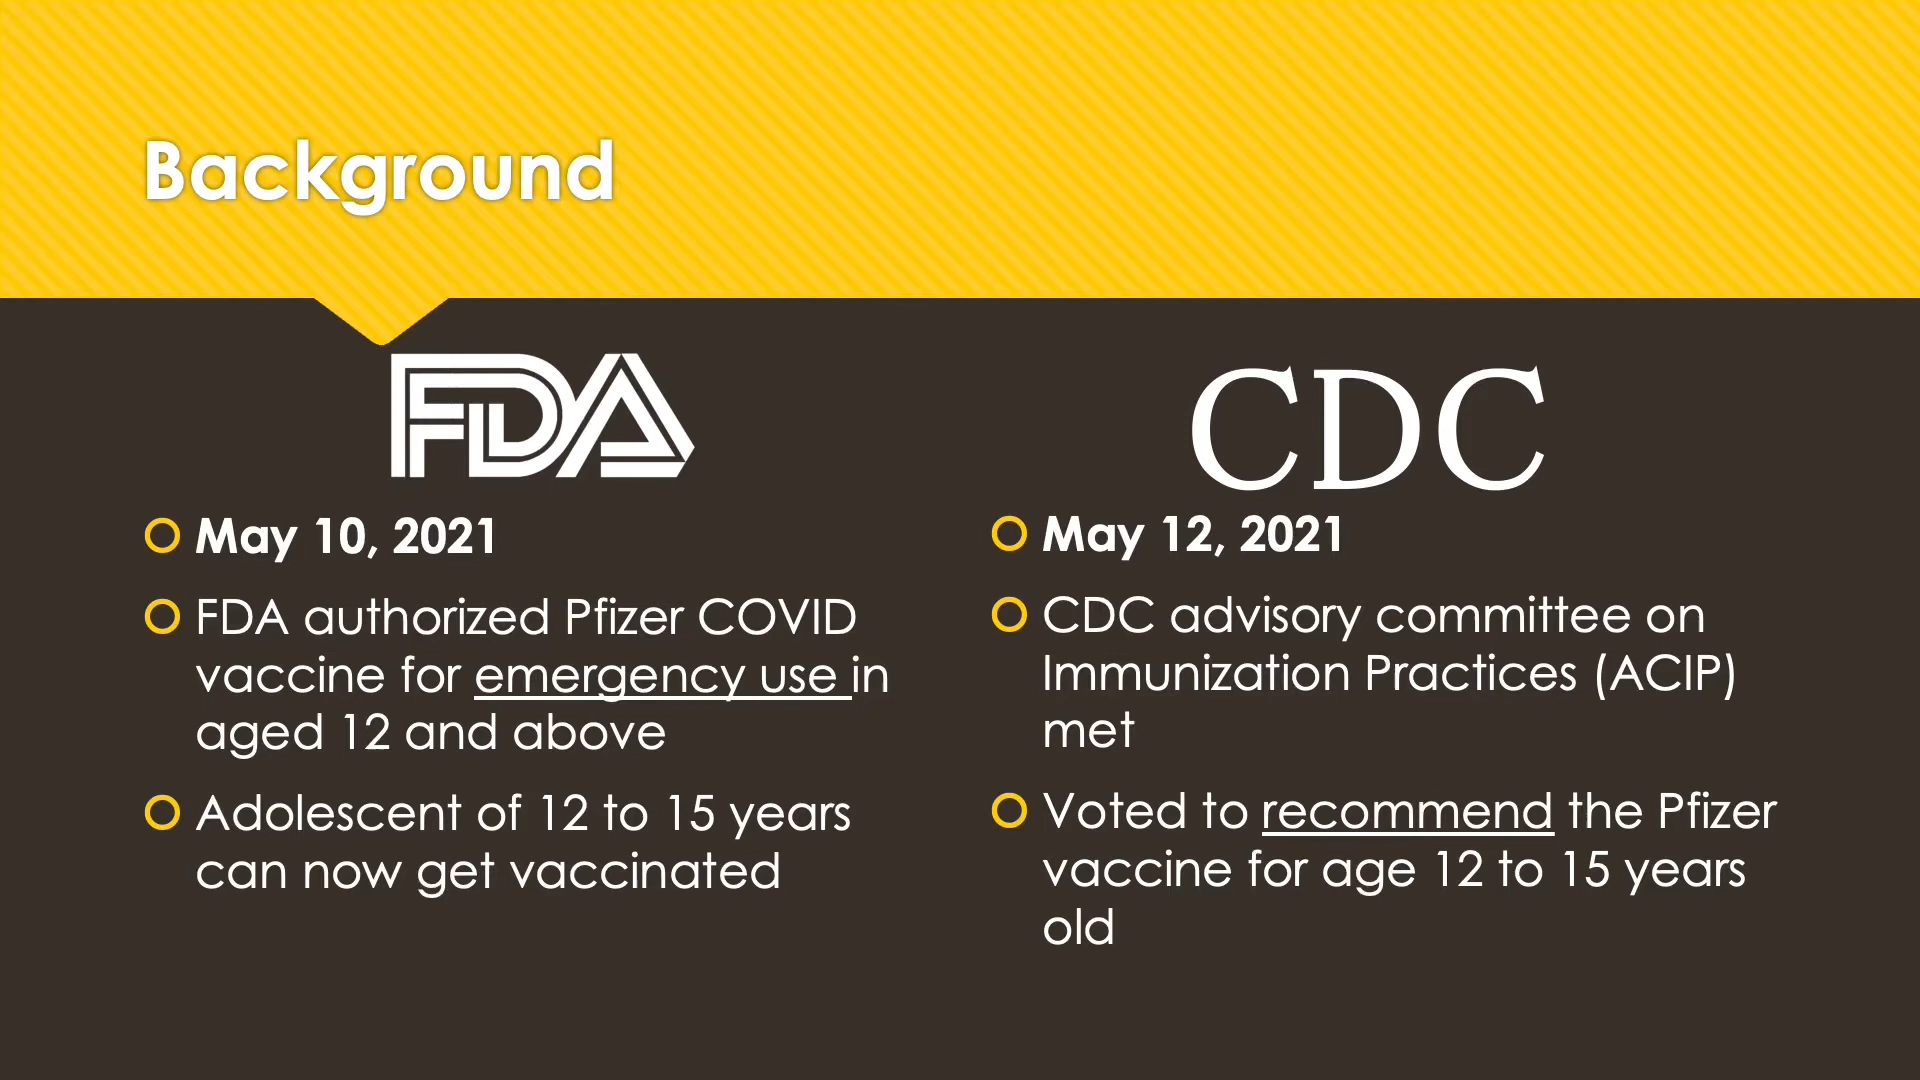 Background
FDA
May 10, 2021
FDA authorized Pfizer COVID
vaccine for emergency use in
aged 12 and above
Adolescent of 12 to 15 years
can now get vaccinated
CDC
May 12, 2021
CDC advisory committee on
Immunization Practices (ACIP)
met
Voted to recommend the Pfizer
vaccine for age 12 to 15 years
old